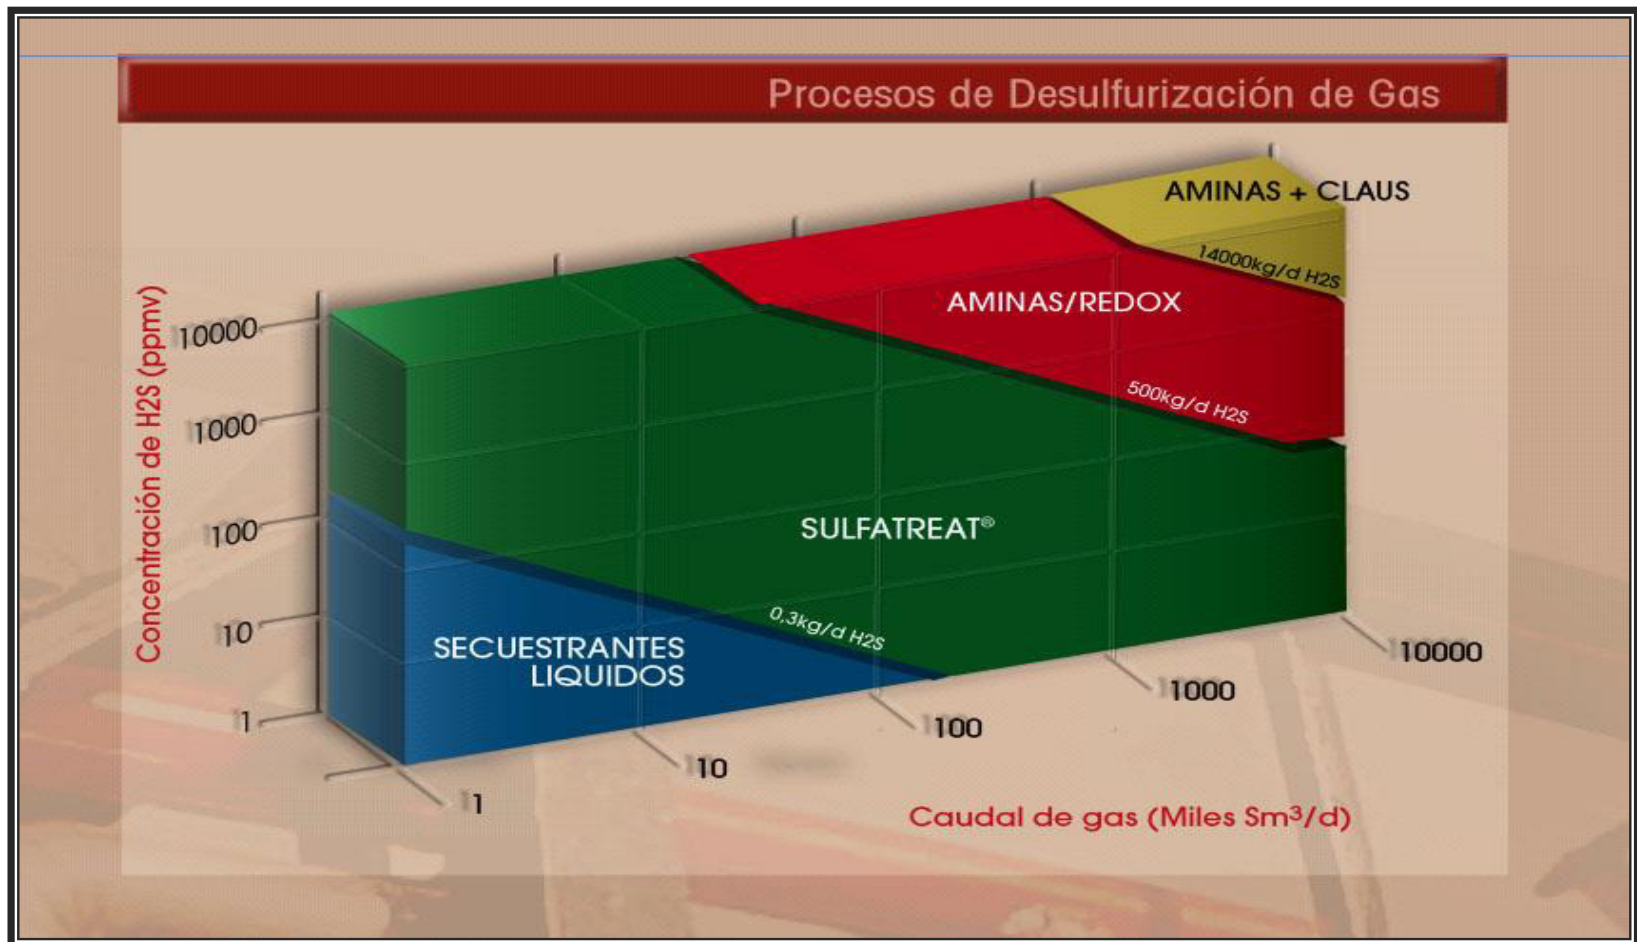 Procesos de Desulfurización de Gas
AMINAS + CLAUS
14000kg/d H2S
AMINAS/REDOX
500kg/d H2S
SULFATREAT®
0,3kg/d H2S
SECUESTRANTES
LIQUIDOS
Concentración de H2S (ppmv)
10000
1000
100
10
1
1
10
100
1000
10000
Caudal de gas (Miles Sm³/d)